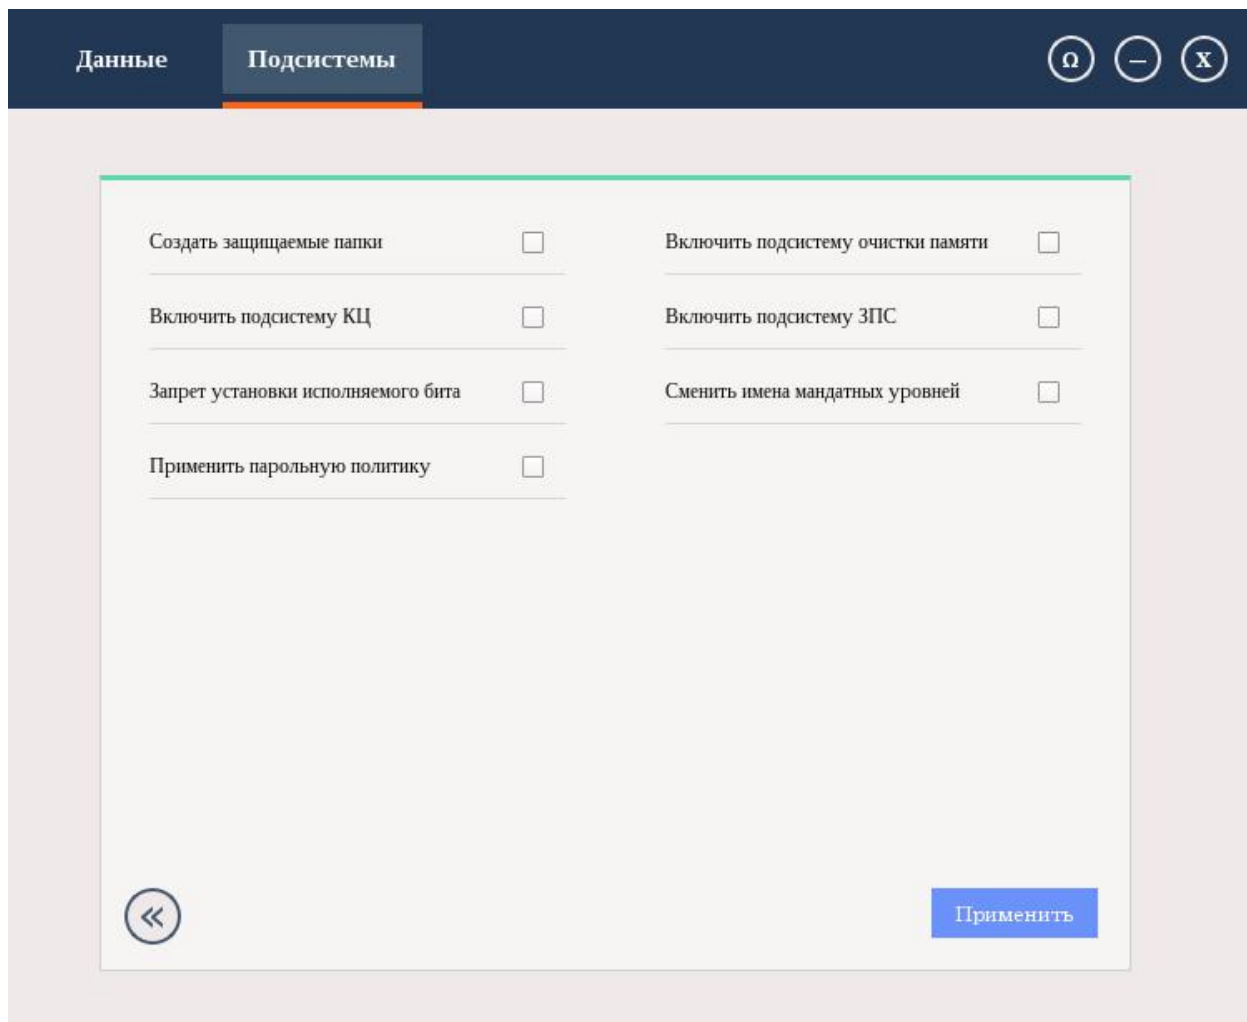 Данные Подсистемы Ω – X
Создать защищаемые папки
Включить подсистему очистки памяти
Включить подсистему КЦ
Включить подсистему ЗПС
Запрет установки исполняемого бита
Сменить имена мандатных уровней
Применить парольную политику
« Применить